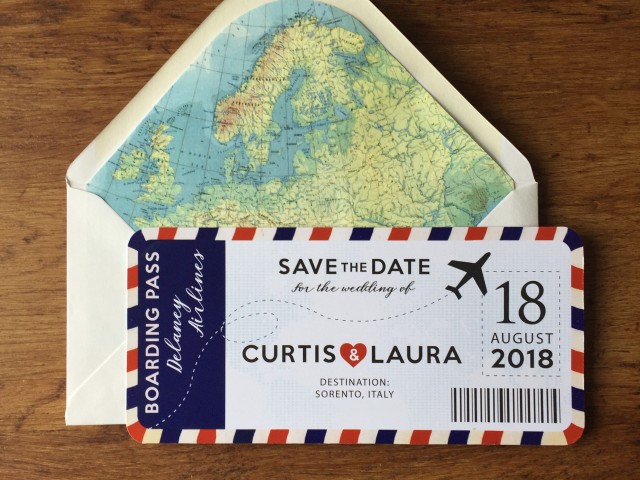 BOARDING PASS
Delaney
Airlines
SAVE THE DATE
for the wedding of
CURTIS & LAURA
DESTINATION:
SORENTO, ITALY
18
AUGUST
2018